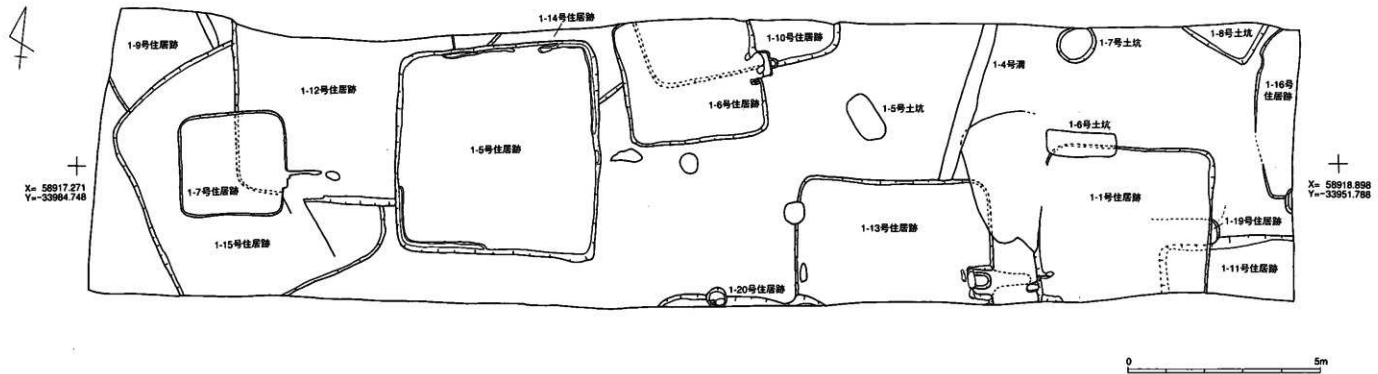 1-14号住居跡
1-9号住居跡
1-10号住居跡
1-7号土坑
1-8号土坑
1-4号溝
1-16号
住居跡
1-12号住居跡
1-6号住居跡
1-5号土坑
1-6号土坑
1-5号住居跡
X= 58917.271
Y=-33984.748
1-7号住居跡
1-1号住居跡
X= 58918.898
Y=-33951.788
1-15号住居跡
1-13号住居跡
1-19号住居跡
1-11号住居跡
1-20号住居跡
0 5m